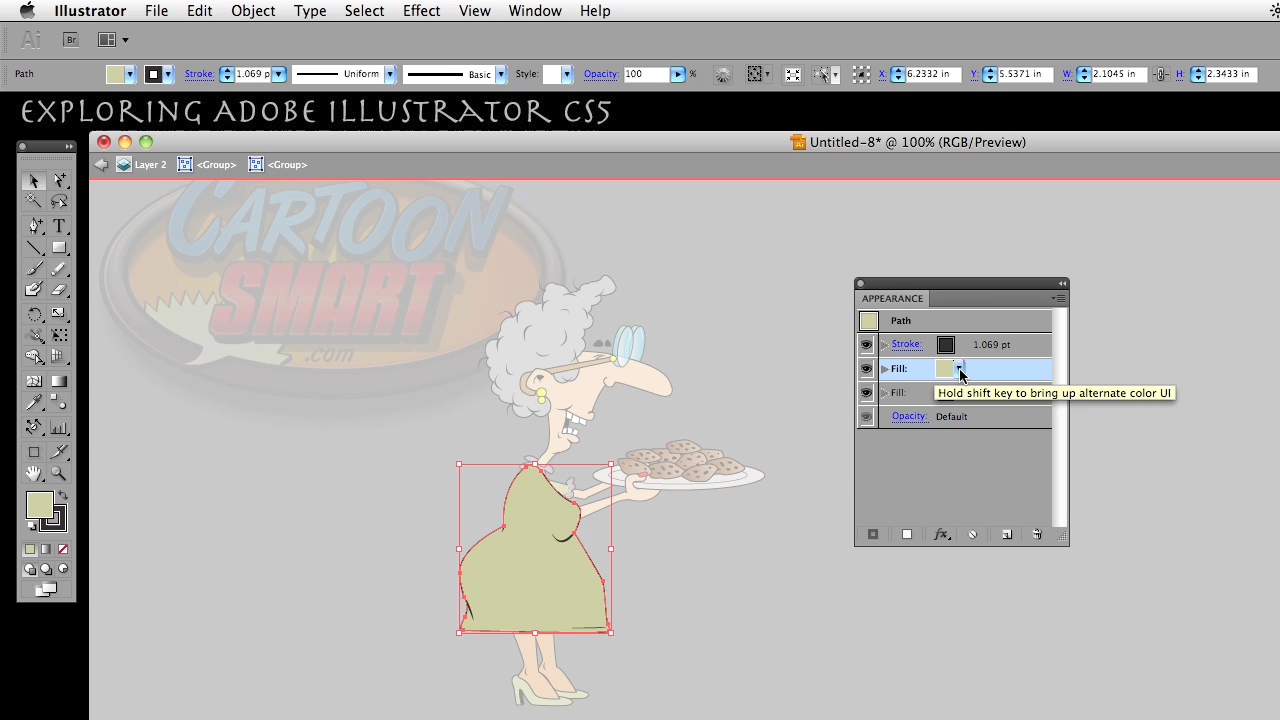 Illustrator File Edit Object Type Select Effect View Window Help
Ai Br
Path Stroke: 1.069 p Uniform Basic Style: Opacity: 100 % X: 6.2332 in Y: 5.5371 in W: 2.1045 in H: 2.3433 in
EXPLORING ADOBE ILLUSTRATOR CS5
Untitled-8* @ 100% (RGB/Preview)
Layer 2 <Group> <Group>
CARTOON
SMART
.com
APPEARANCE
Path
Stroke: 1.069 pt
Fill:
Fill:
Hold shift key to bring up alternate color UI
Opacity: Default
fx
T